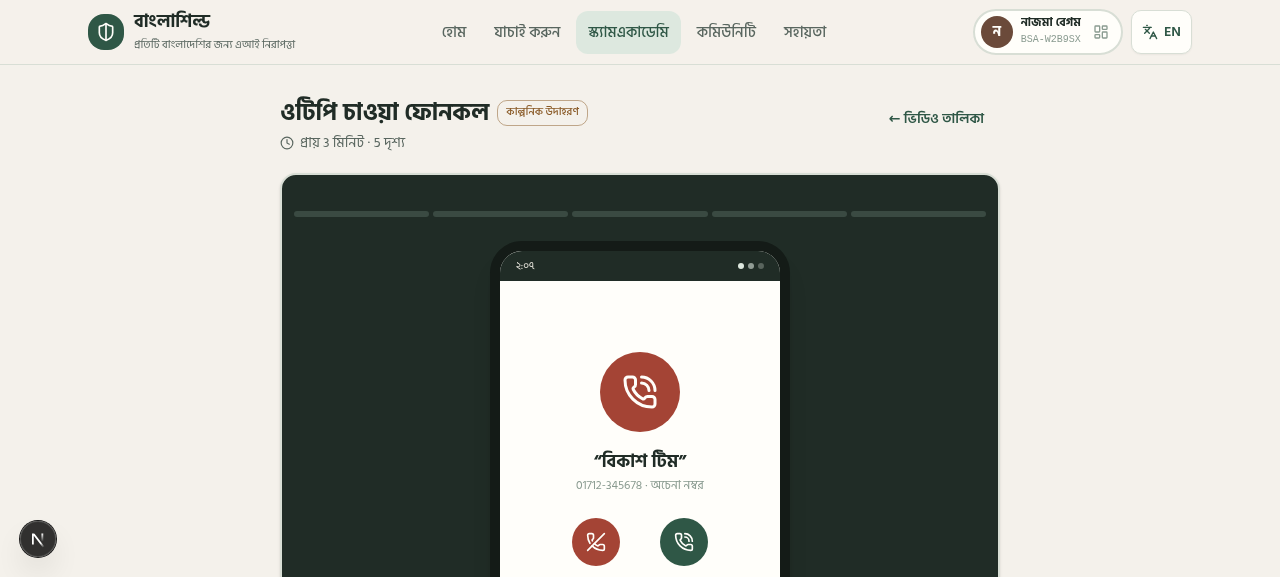 বাংলাশিল্ড
প্রতিটি বাংলাদেশির জন্য এআই নিরাপত্তা
হোম
যাচাই করুন
স্ক্যামএকাডেমি
কমিউনিটি
সহায়তা
ন
নাজমা বেগম
BSA-W2B9SX
EN
ওটিপি চাওয়া ফোনকল
কাল্পনিক উদাহরণ
← ভিডিও তালিকা
প্রায় 3 মিনিট · 5 দৃশ্য
২:০৭
“বিকাশ টিম”
01712-345678 · অচেনা নম্বর
N